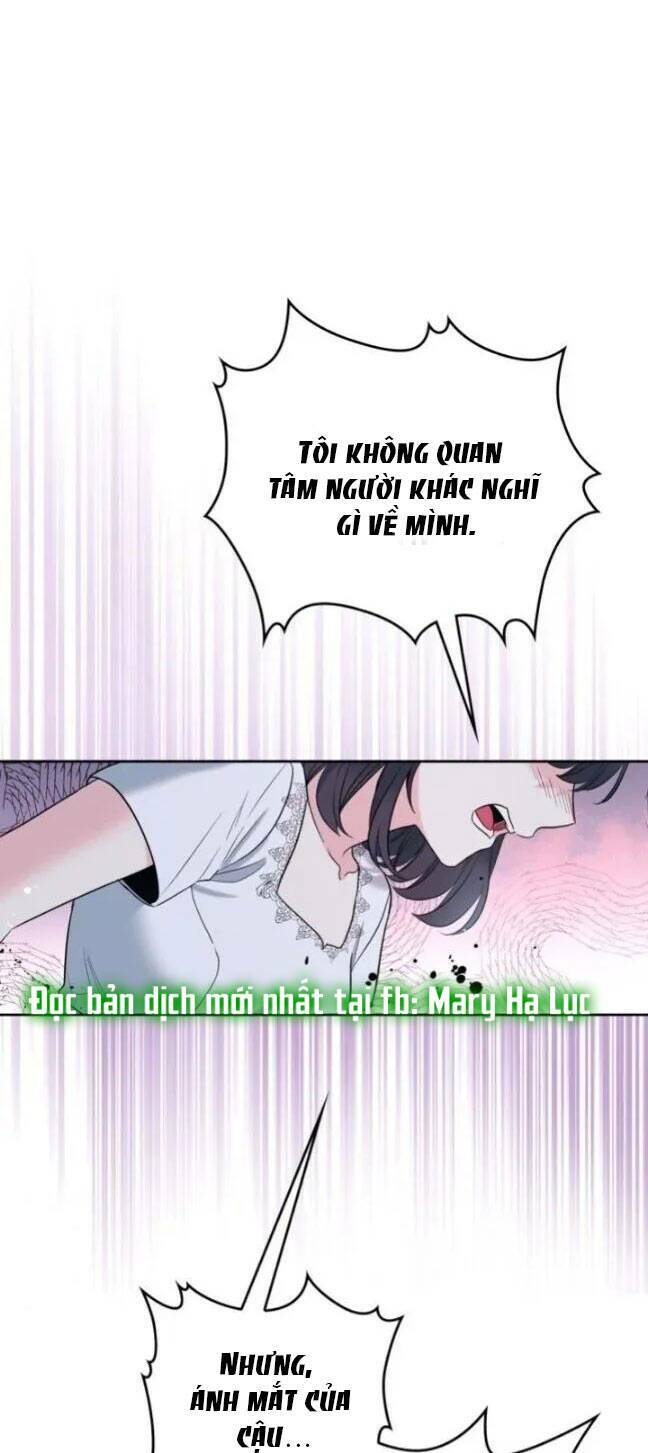 TÔI KHÔNG QUAN
TÂM NGƯỜI KHÁC NGHĨ
GÌ VỀ MÌNH.
Đọc bản dịch mới nhất tại fb: Mary Hạ Lục
NHƯNG,
ÁNH MẮT CỦA
CẬU...